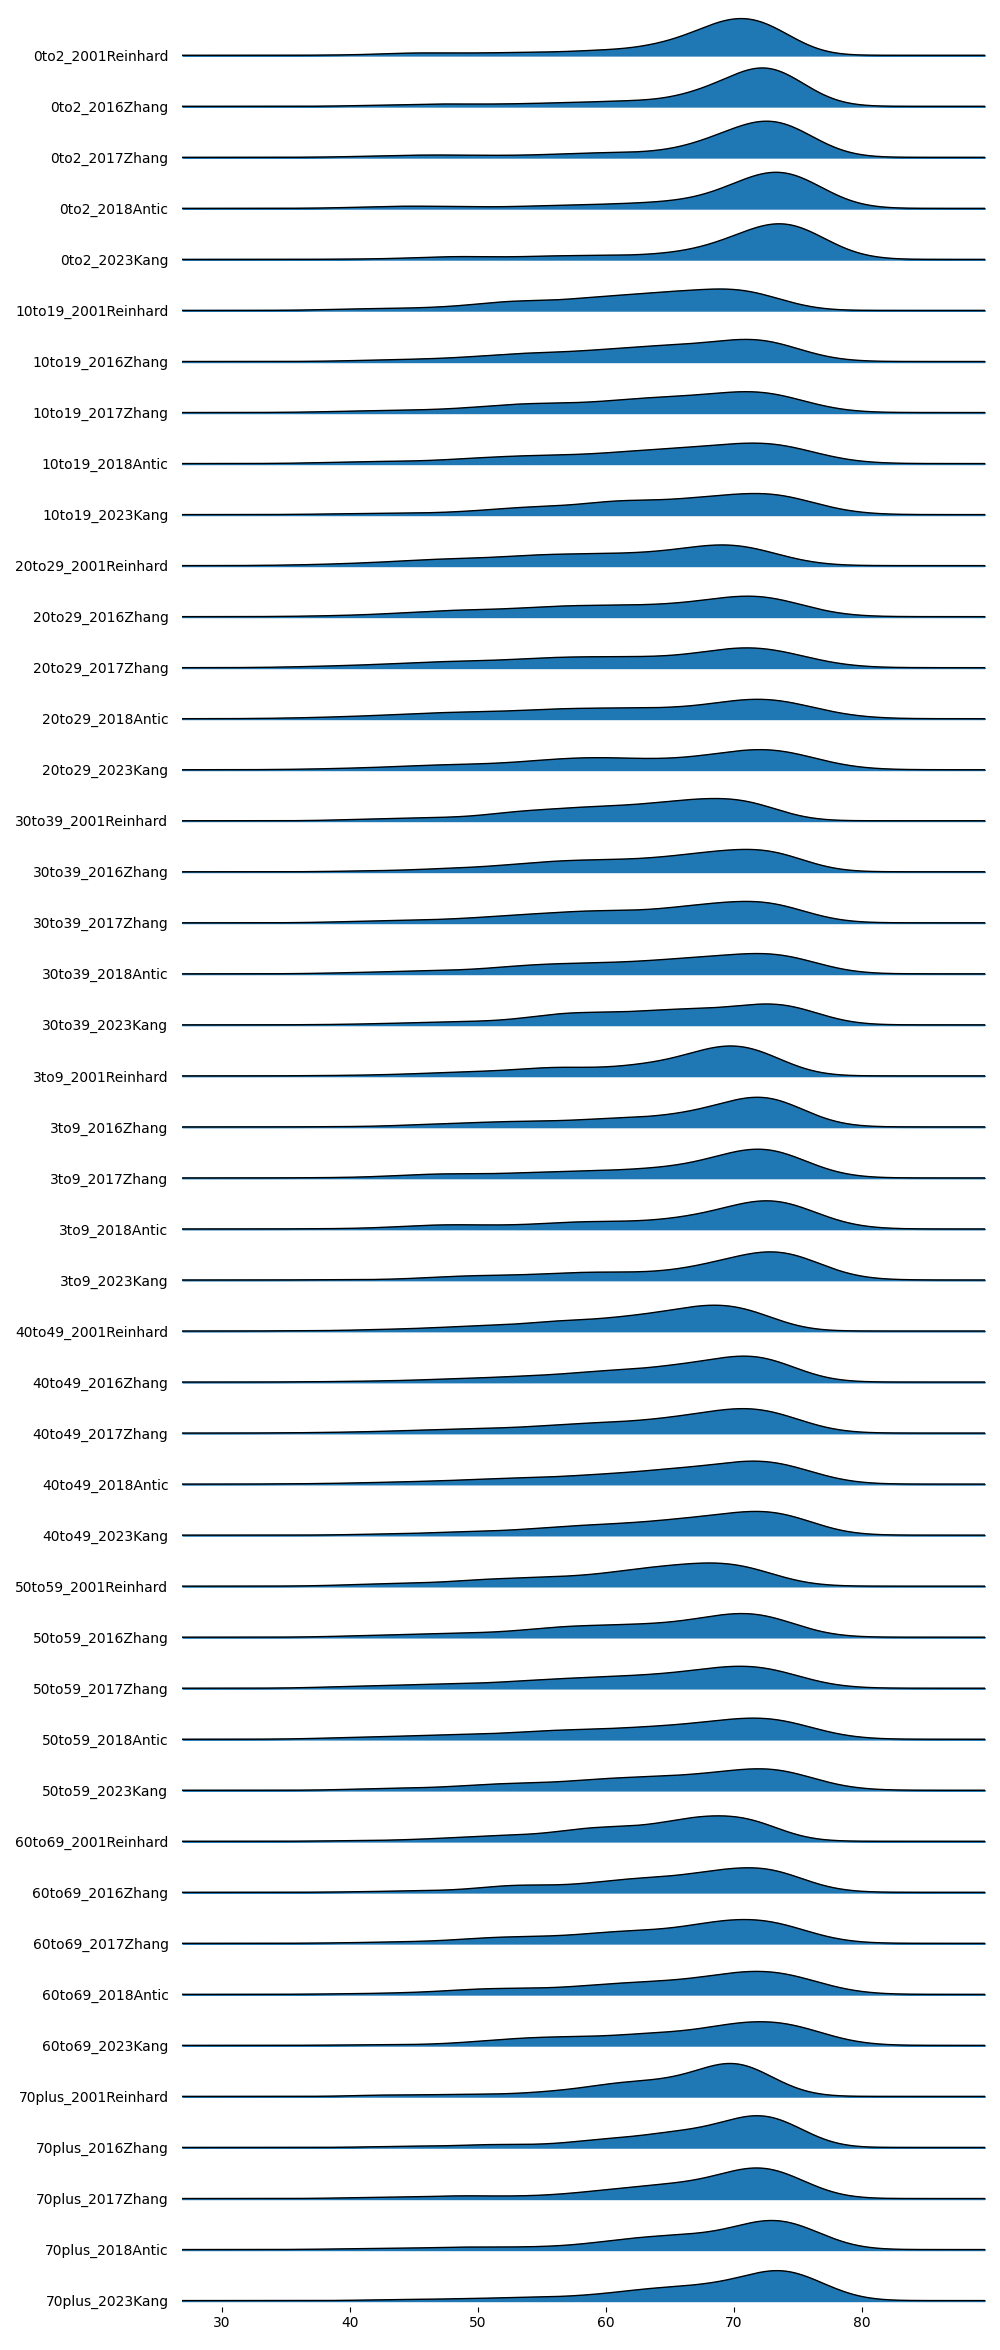 0to2_2001Reinhard
0to2_2016Zhang
0to2_2017Zhang
0to2_2018Antic
0to2_2023Kang
10to19_2001Reinhard
10to19_2016Zhang
10to19_2017Zhang
10to19_2018Antic
10to19_2023Kang
20to29_2001Reinhard
20to29_2016Zhang
20to29_2017Zhang
20to29_2018Antic
20to29_2023Kang
30to39_2001Reinhard
30to39_2016Zhang
30to39_2017Zhang
30to39_2018Antic
30to39_2023Kang
3to9_2001Reinhard
3to9_2016Zhang
3to9_2017Zhang
3to9_2018Antic
3to9_2023Kang
40to49_2001Reinhard
40to49_2016Zhang
40to49_2017Zhang
40to49_2018Antic
40to49_2023Kang
50to59_2001Reinhard
50to59_2016Zhang
50to59_2017Zhang
50to59_2018Antic
50to59_2023Kang
60to69_2001Reinhard
60to69_2016Zhang
60to69_2017Zhang
60to69_2018Antic
60to69_2023Kang
70plus_2001Reinhard
70plus_2016Zhang
70plus_2017Zhang
70plus_2018Antic
70plus_2023Kang
30 40 50 60 70 80